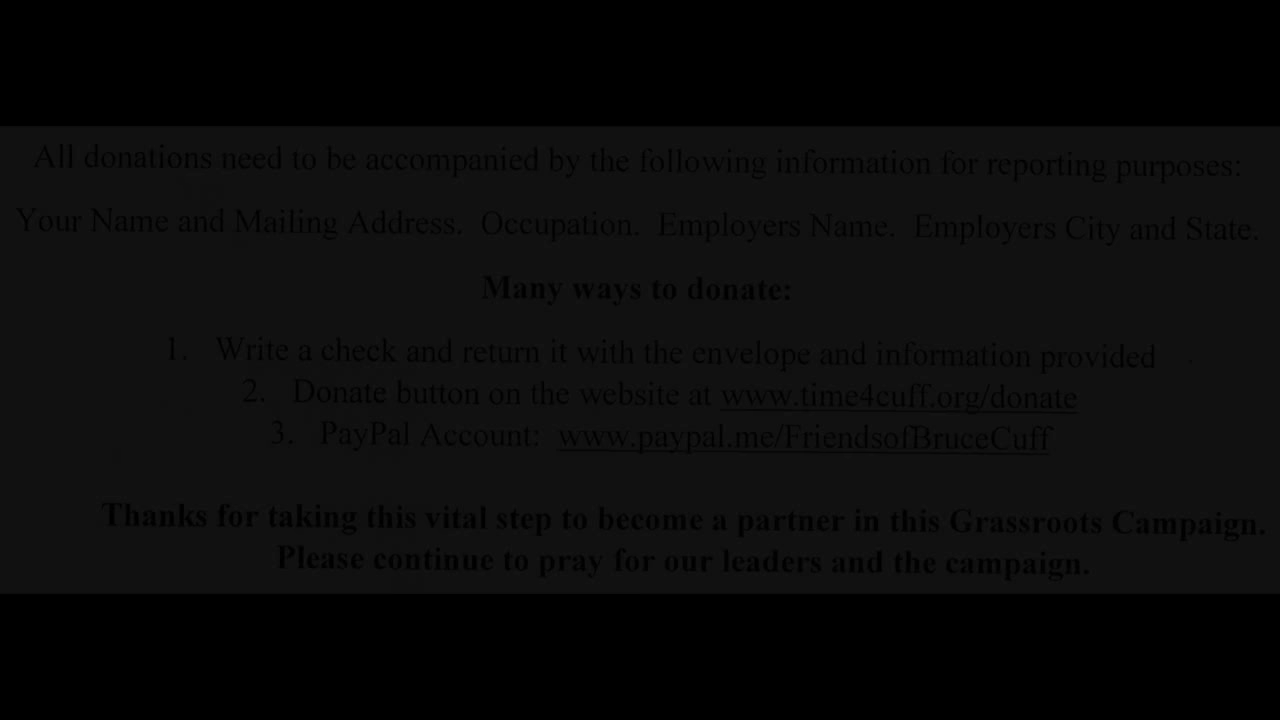 All donations need to be accompanied by the following information for reporting purposes:
Your Name and Mailing Address.  Occupation.  Employers Name.  Employers City and State.
Many ways to donate:
1. Write a check and return it with the envelope and information provided
2. Donate button on the website at www.time4cuff.org/donate
3. PayPal Account: www.paypal.me/FriendsofBruceCuff
Thanks for taking this vital step to become a partner in this Grassroots Campaign.
Please continue to pray for our leaders and the campaign.